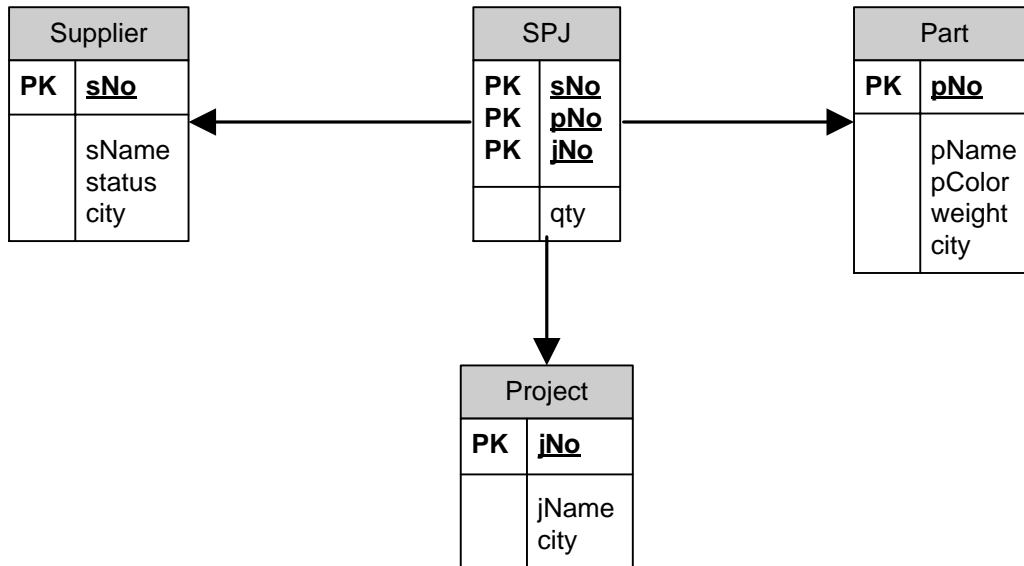 Supplier
PK sNo
sName
status
city
SPJ
PK sNo
PK pNo
PK jNo
qty
Part
PK pNo
pName
pColor
weight
city
Project
PK jNo
jName
city